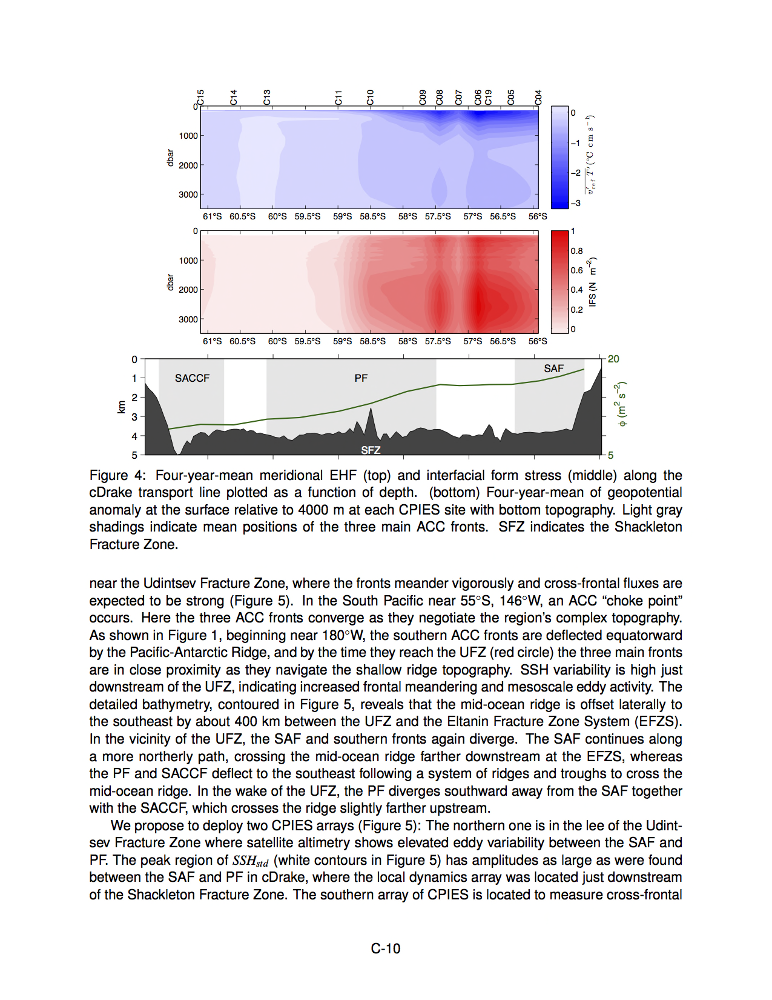 C15 C14 C13 C11 C10 C09 C08 C07 C06 C19 C05 C04
0
1000
2000
3000
dbar
61°S 60.5°S 60°S 59.5°S 59°S 58.5°S 58°S 57.5°S 57°S 56.5°S 56°S
0
−1
−2
−3
v′ref T′ (°C cm s−1)
0
1000
2000
3000
dbar
61°S 60.5°S 60°S 59.5°S 59°S 58.5°S 58°S 57.5°S 57°S 56.5°S 56°S
1
0.8
0.6
0.4
0.2
0
IFS (N m−2)
0
1
2
3
4
5
km
SACCF PF SAF
SFZ
20
5
ϕ (m2 s−2)
Figure 4: Four-year-mean meridional EHF (top) and interfacial form stress (middle) along the
cDrake transport line plotted as a function of depth. (bottom) Four-year-mean of geopotential
anomaly at the surface relative to 4000 m at each CPIES site with bottom topography. Light gray
shadings indicate mean positions of the three main ACC fronts. SFZ indicates the Shackleton
Fracture Zone.
near the Udintsev Fracture Zone, where the fronts meander vigorously and cross-frontal fluxes are
expected to be strong (Figure 5). In the South Pacific near 55◦S, 146◦W, an ACC “choke point”
occurs. Here the three ACC fronts converge as they negotiate the region’s complex topography.
As shown in Figure 1, beginning near 180◦W, the southern ACC fronts are deflected equatorward
by the Pacific-Antarctic Ridge, and by the time they reach the UFZ (red circle) the three main fronts
are in close proximity as they navigate the shallow ridge topography. SSH variability is high just
downstream of the UFZ, indicating increased frontal meandering and mesoscale eddy activity. The
detailed bathymetry, contoured in Figure 5, reveals that the mid-ocean ridge is offset laterally to
the southeast by about 400 km between the UFZ and the Eltanin Fracture Zone System (EFZS).
In the vicinity of the UFZ, the SAF and southern fronts again diverge. The SAF continues along
a more northerly path, crossing the mid-ocean ridge farther downstream at the EFZS, whereas
the PF and SACCF deflect to the southeast following a system of ridges and troughs to cross the
mid-ocean ridge. In the wake of the UFZ, the PF diverges southward away from the SAF together
with the SACCF, which crosses the ridge slightly farther upstream.
We propose to deploy two CPIES arrays (Figure 5): The northern one is in the lee of the Udint-
sev Fracture Zone where satellite altimetry shows elevated eddy variability between the SAF and
PF. The peak region of SSHstd (white contours in Figure 5) has amplitudes as large as were found
between the SAF and PF in cDrake, where the local dynamics array was located just downstream
of the Shackleton Fracture Zone. The southern array of CPIES is located to measure cross-frontal
C-10